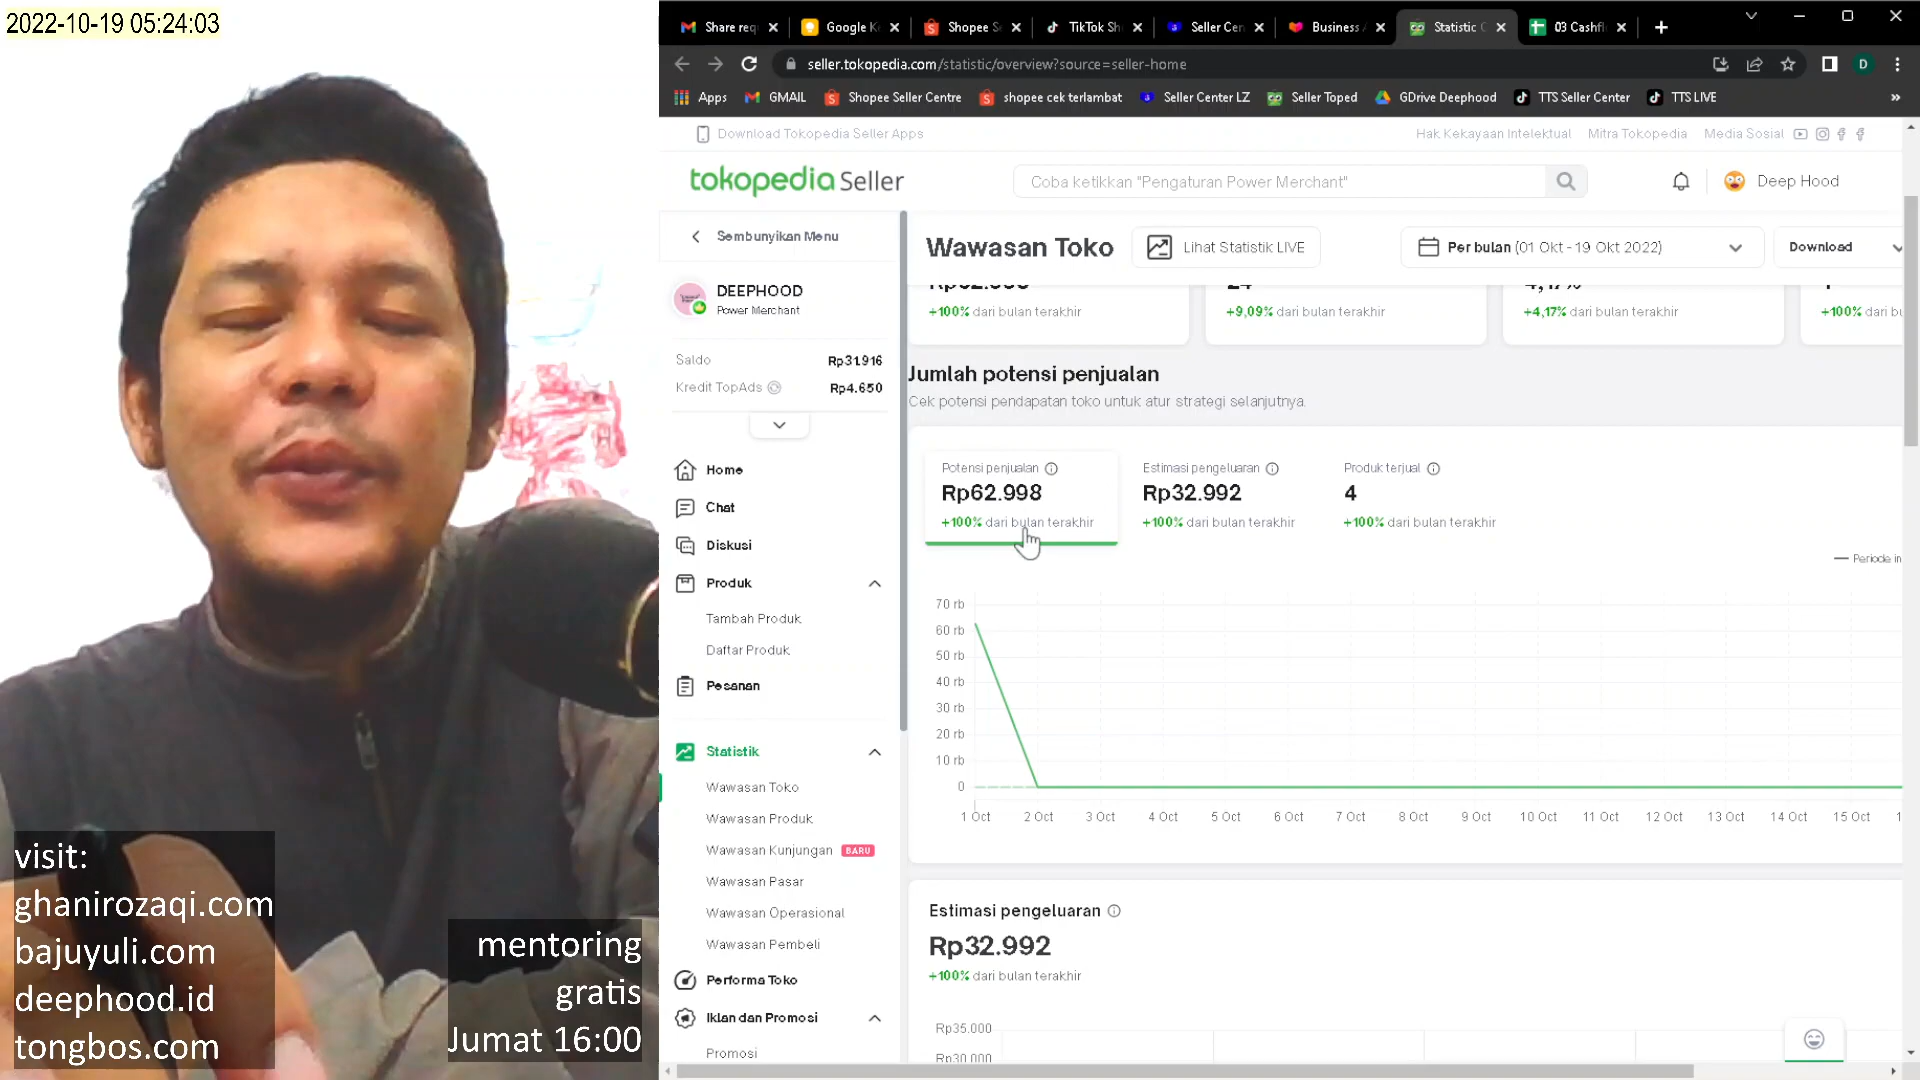 2022-10-19 05:24:03
Share req
Google Ke
Shopee Se
TikTok Sh
Seller Cen
Business A
Statistic O
03 Cashfl
seller.tokopedia.com/statistic/overview?source=seller-home
D
Apps
GMAIL
Shopee Seller Centre
shopee cek terlambat
Seller Center LZ
Seller Toped
GDrive Deephood
TTS Seller Center
TTS LIVE
Download Tokopedia Seller Apps
Hak Kekayaan Intelektual
Mitra Tokopedia
Media Sosial
tokopedia Seller
Coba ketikkan "Pengaturan Power Merchant"
Deep Hood
Sembunyikan Menu
DEEPHOOD
Power Merchant
Saldo
Rp31.916
Kredit TopAds
Rp4.650
Home
Chat
Diskusi
Produk
Tambah Produk
Daftar Produk
Pesanan
Statistik
Wawasan Toko
Wawasan Produk
Wawasan Kunjungan BARU
Wawasan Pasar
Wawasan Operasional
Wawasan Pembeli
Performa Toko
Iklan dan Promosi
Promosi
Wawasan Toko
Lihat Statistik LIVE
Per bulan (01 Okt - 19 Okt 2022)
Download
+100% dari bulan terakhir
+9,09% dari bulan terakhir
+4,17% dari bulan terakhir
+100% dari bu
Jumlah potensi penjualan
Cek potensi pendapatan toko untuk atur strategi selanjutnya.
Potensi penjualan
Rp62.998
+100% dari bulan terakhir
Estimasi pengeluaran
Rp32.992
+100% dari bulan terakhir
Produk terjual
4
+100% dari bulan terakhir
Periode in
70 rb
60 rb
50 rb
40 rb
30 rb
20 rb
10 rb
0
1 Oct
2 Oct
3 Oct
4 Oct
5 Oct
6 Oct
7 Oct
8 Oct
9 Oct
10 Oct
11 Oct
12 Oct
13 Oct
14 Oct
15 Oct
Estimasi pengeluaran
Rp32.992
+100% dari bulan terakhir
Rp35.000
Rp30.000
visit:
ghanirozaqi.com
bajuyuli.com
deephood.id
tongbos.com
mentoring
gratis
Jumat 16:00